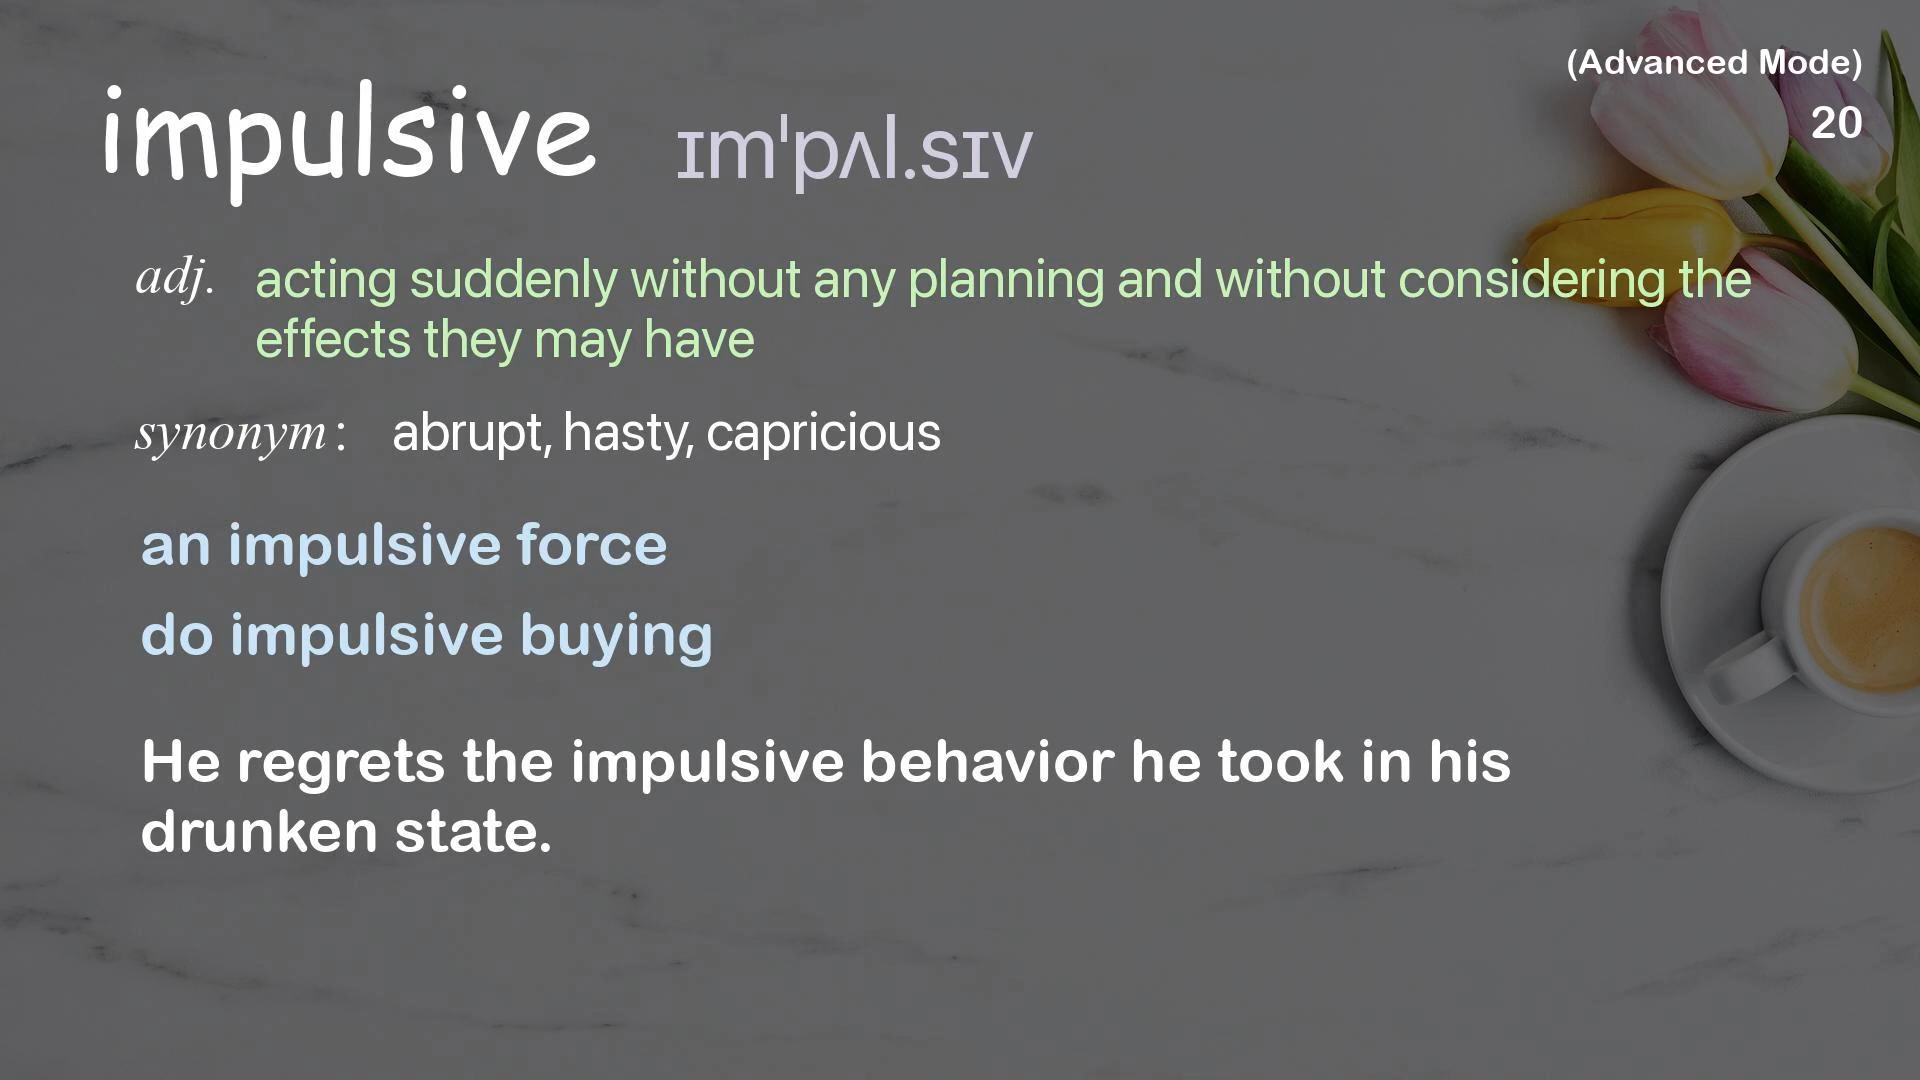 (Advanced Mode)
20
impulsive ɪmˈpʌl.sɪv
adj. acting suddenly without any planning and without considering the
effects they may have
synonym: abrupt, hasty, capricious
an impulsive force
do impulsive buying
He regrets the impulsive behavior he took in his
drunken state.